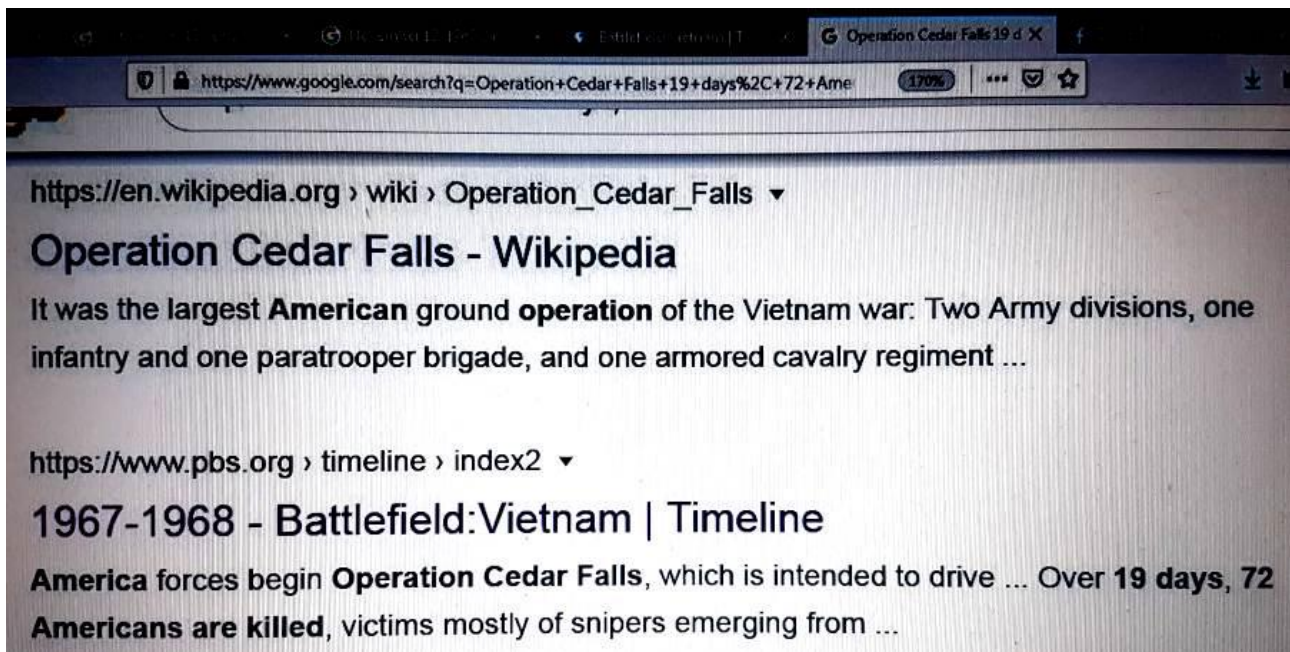 Operation Cedar Falls 19 d
https://www.google.com/search?q=Operation+Cedar+Falls+19+days%2C+72+Ame
170%
https://en.wikipedia.org › wiki › Operation_Cedar_Falls
Operation Cedar Falls - Wikipedia
It was the largest American ground operation of the Vietnam war: Two Army divisions, one
infantry and one paratrooper brigade, and one armored cavalry regiment ...
https://www.pbs.org › timeline › index2
1967-1968 - Battlefield:Vietnam | Timeline
America forces begin Operation Cedar Falls, which is intended to drive ... Over 19 days, 72
Americans are killed, victims mostly of snipers emerging from ...